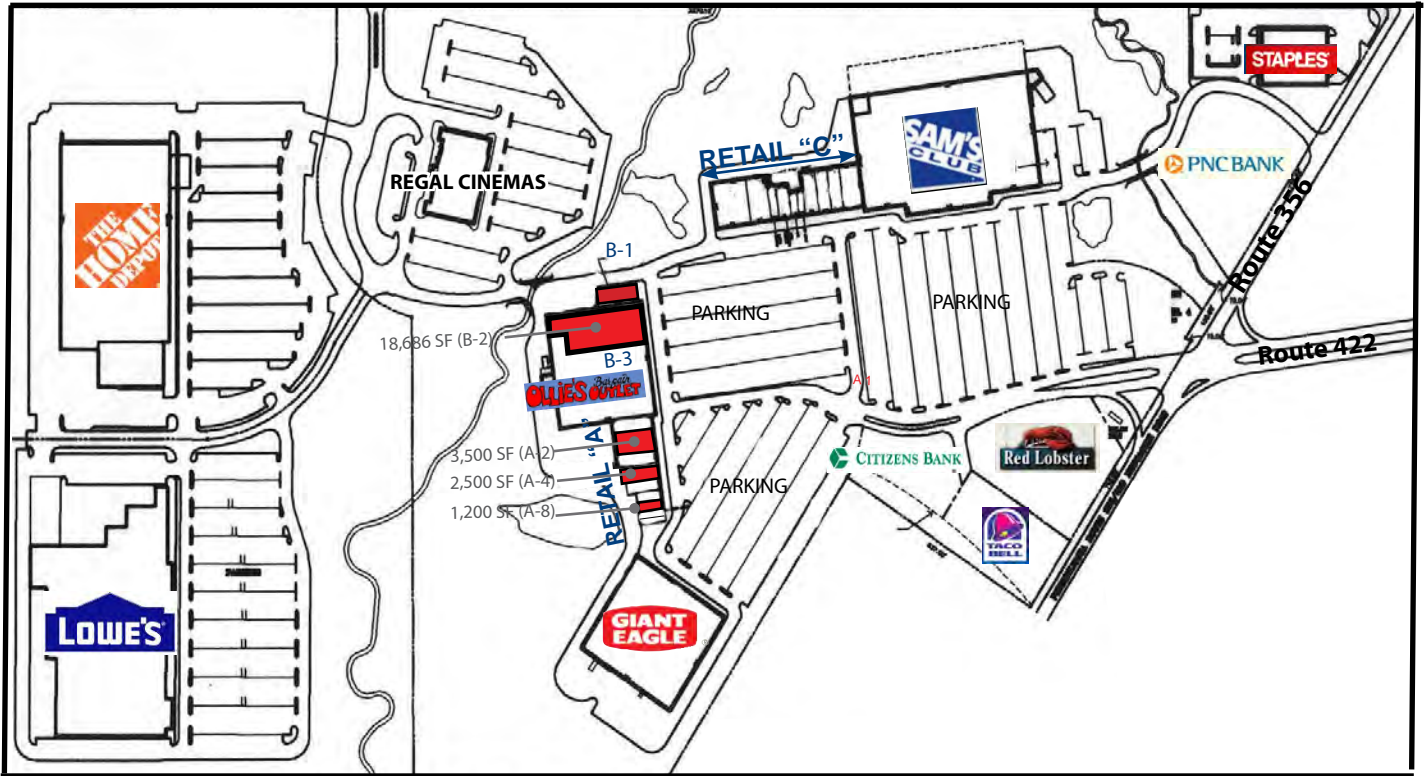 STAPLES
SAM'S
CLUB
RETAIL "C"
PNC BANK
REGAL CINEMAS
Route 356
THE
HOME
DEPOT
B-1
PARKING
PARKING
18,686 SF (B-2)
B-3
Route 422
OLLIE'S Bargain
OUTLET
A-1
RETAIL "A"
3,500 SF (A-2)
CITIZENS BANK
Red Lobster
2,500 SF (A-4)
PARKING
1,200 SF (A-8)
TACO
BELL
PARKING
LOWE'S
GIANT
EAGLE